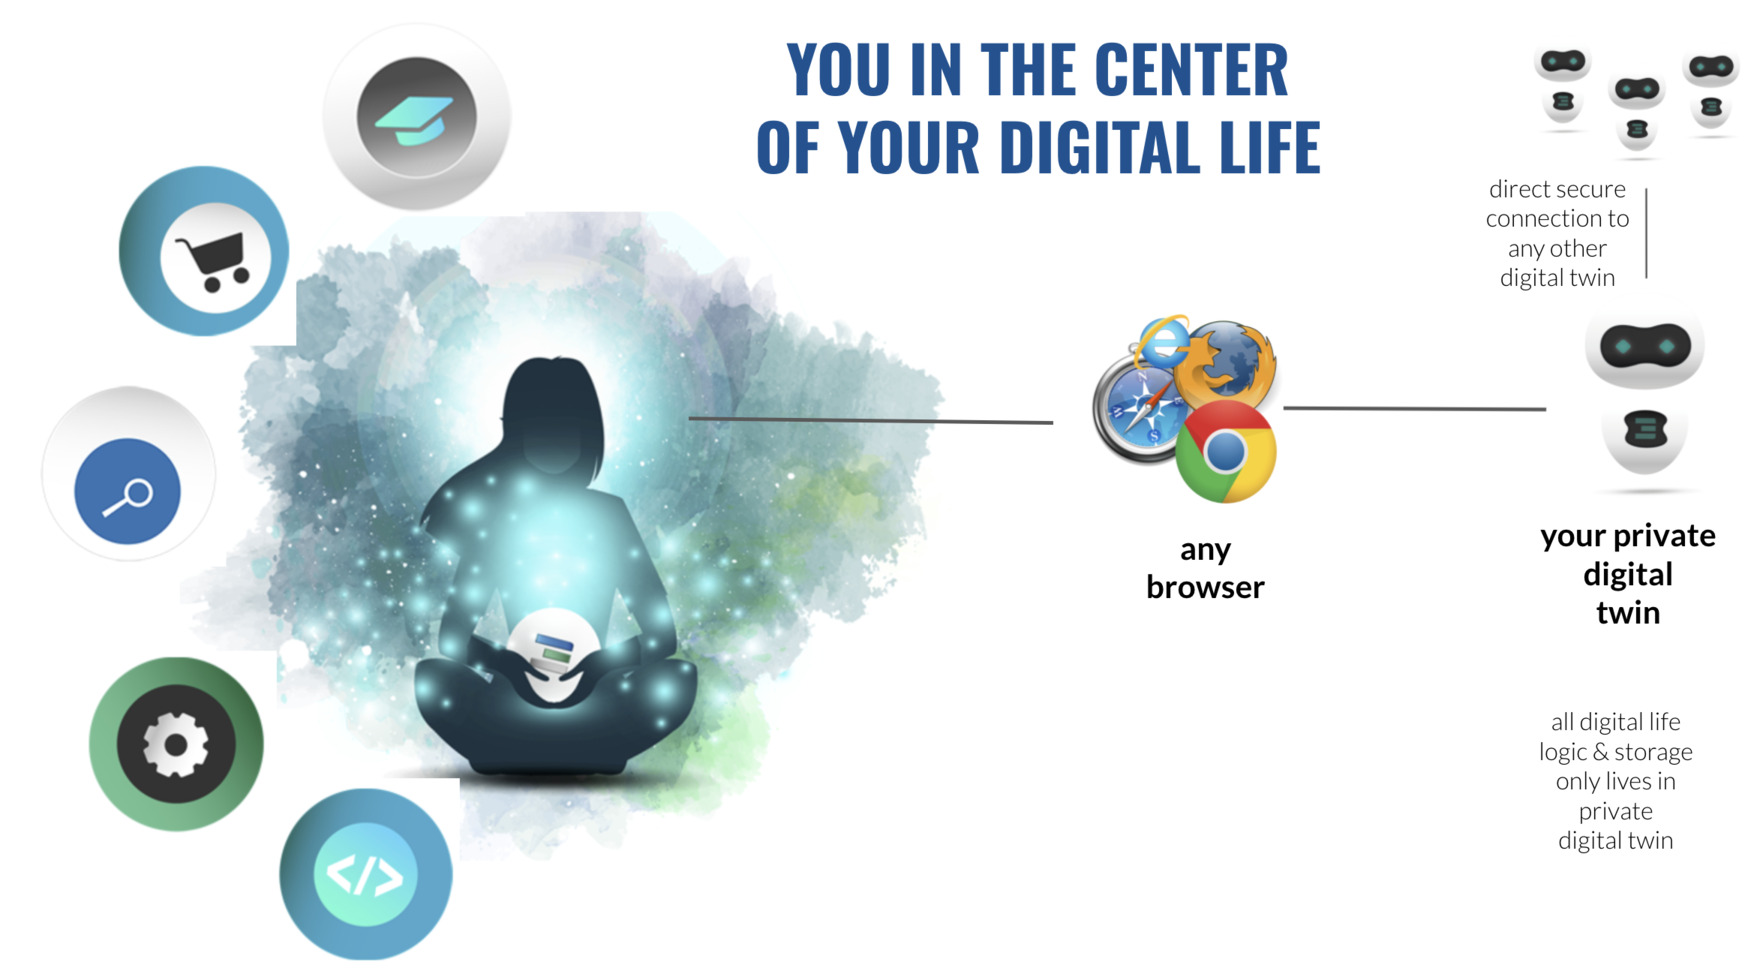 YOU IN THE CENTER
OF YOUR DIGITAL LIFE
direct secure
connection to
any other
digital twin
any
browser
your private
digital
twin
all digital life
logic & storage
only lives in
private
digital twin